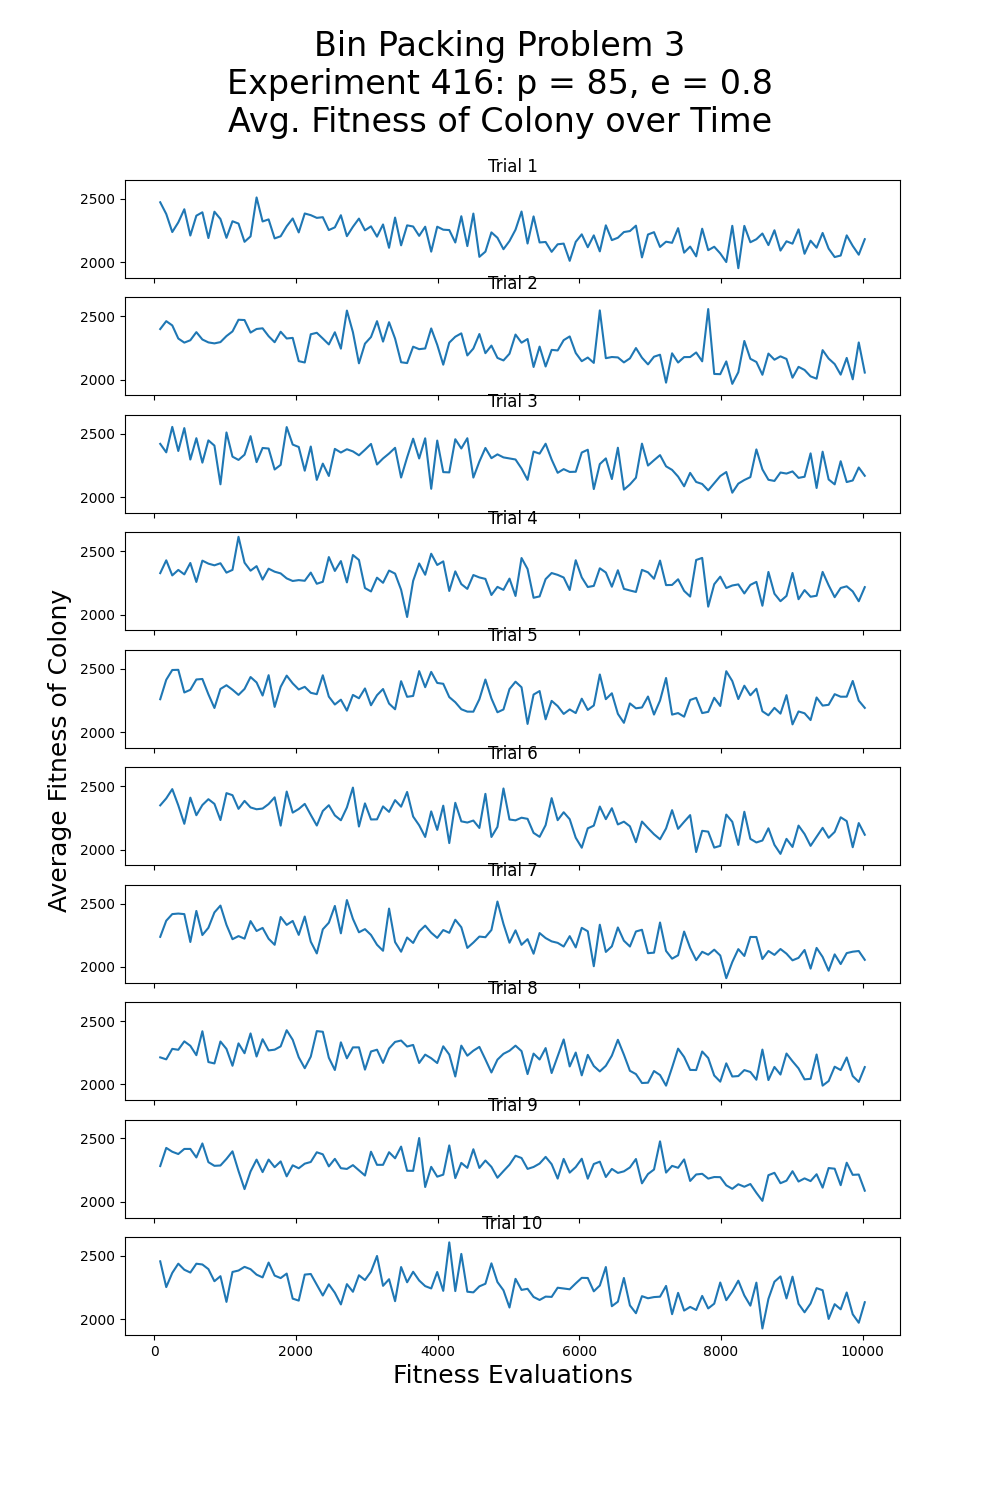 Bin Packing Problem 3
Experiment 416: p = 85, e = 0.8
Avg. Fitness of Colony over Time
Trial 1
2500
2000
Trial 2
2500
2000
Trial 3
2500
2000
Trial 4
2500
2000
Trial 5
2500
2000
Trial 6
2500
2000
Trial 7
2500
2000
Trial 8
2500
2000
Trial 9
2500
2000
Trial 10
2500
2000
0 2000 4000 6000 8000 10000
Fitness Evaluations
Average Fitness of Colony